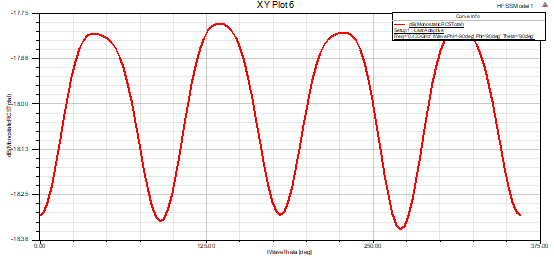 XY Plot 6
HFSSModel1
Curve Info
dB(MonostaticRCSTotal)
Setup1 : LastAdaptive
-17.75
-17.88
-18.00
-18.13
-18.25
-18.38
dB(MonostaticRCSTotal)
0.00
125.00
250.00
375.00
IWaveTheta [deg]